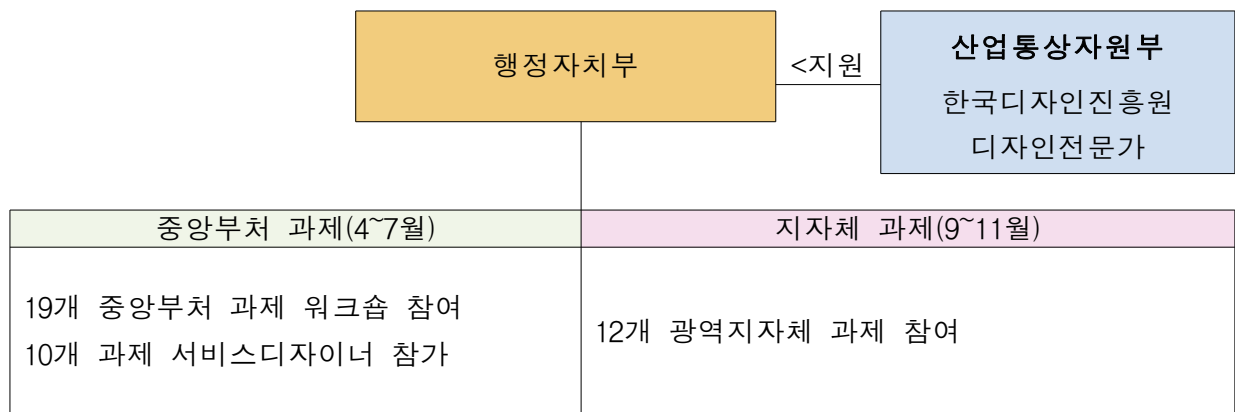 행정자치부
<지원
산업통상자원부
한국디자인진흥원
디자인전문가
중앙부처 과제(4~7월)
지자체 과제(9~11월)
19개 중앙부처 과제 워크숍 참여
10개 과제 서비스디자이너 참가
12개 광역지자체 과제 참여